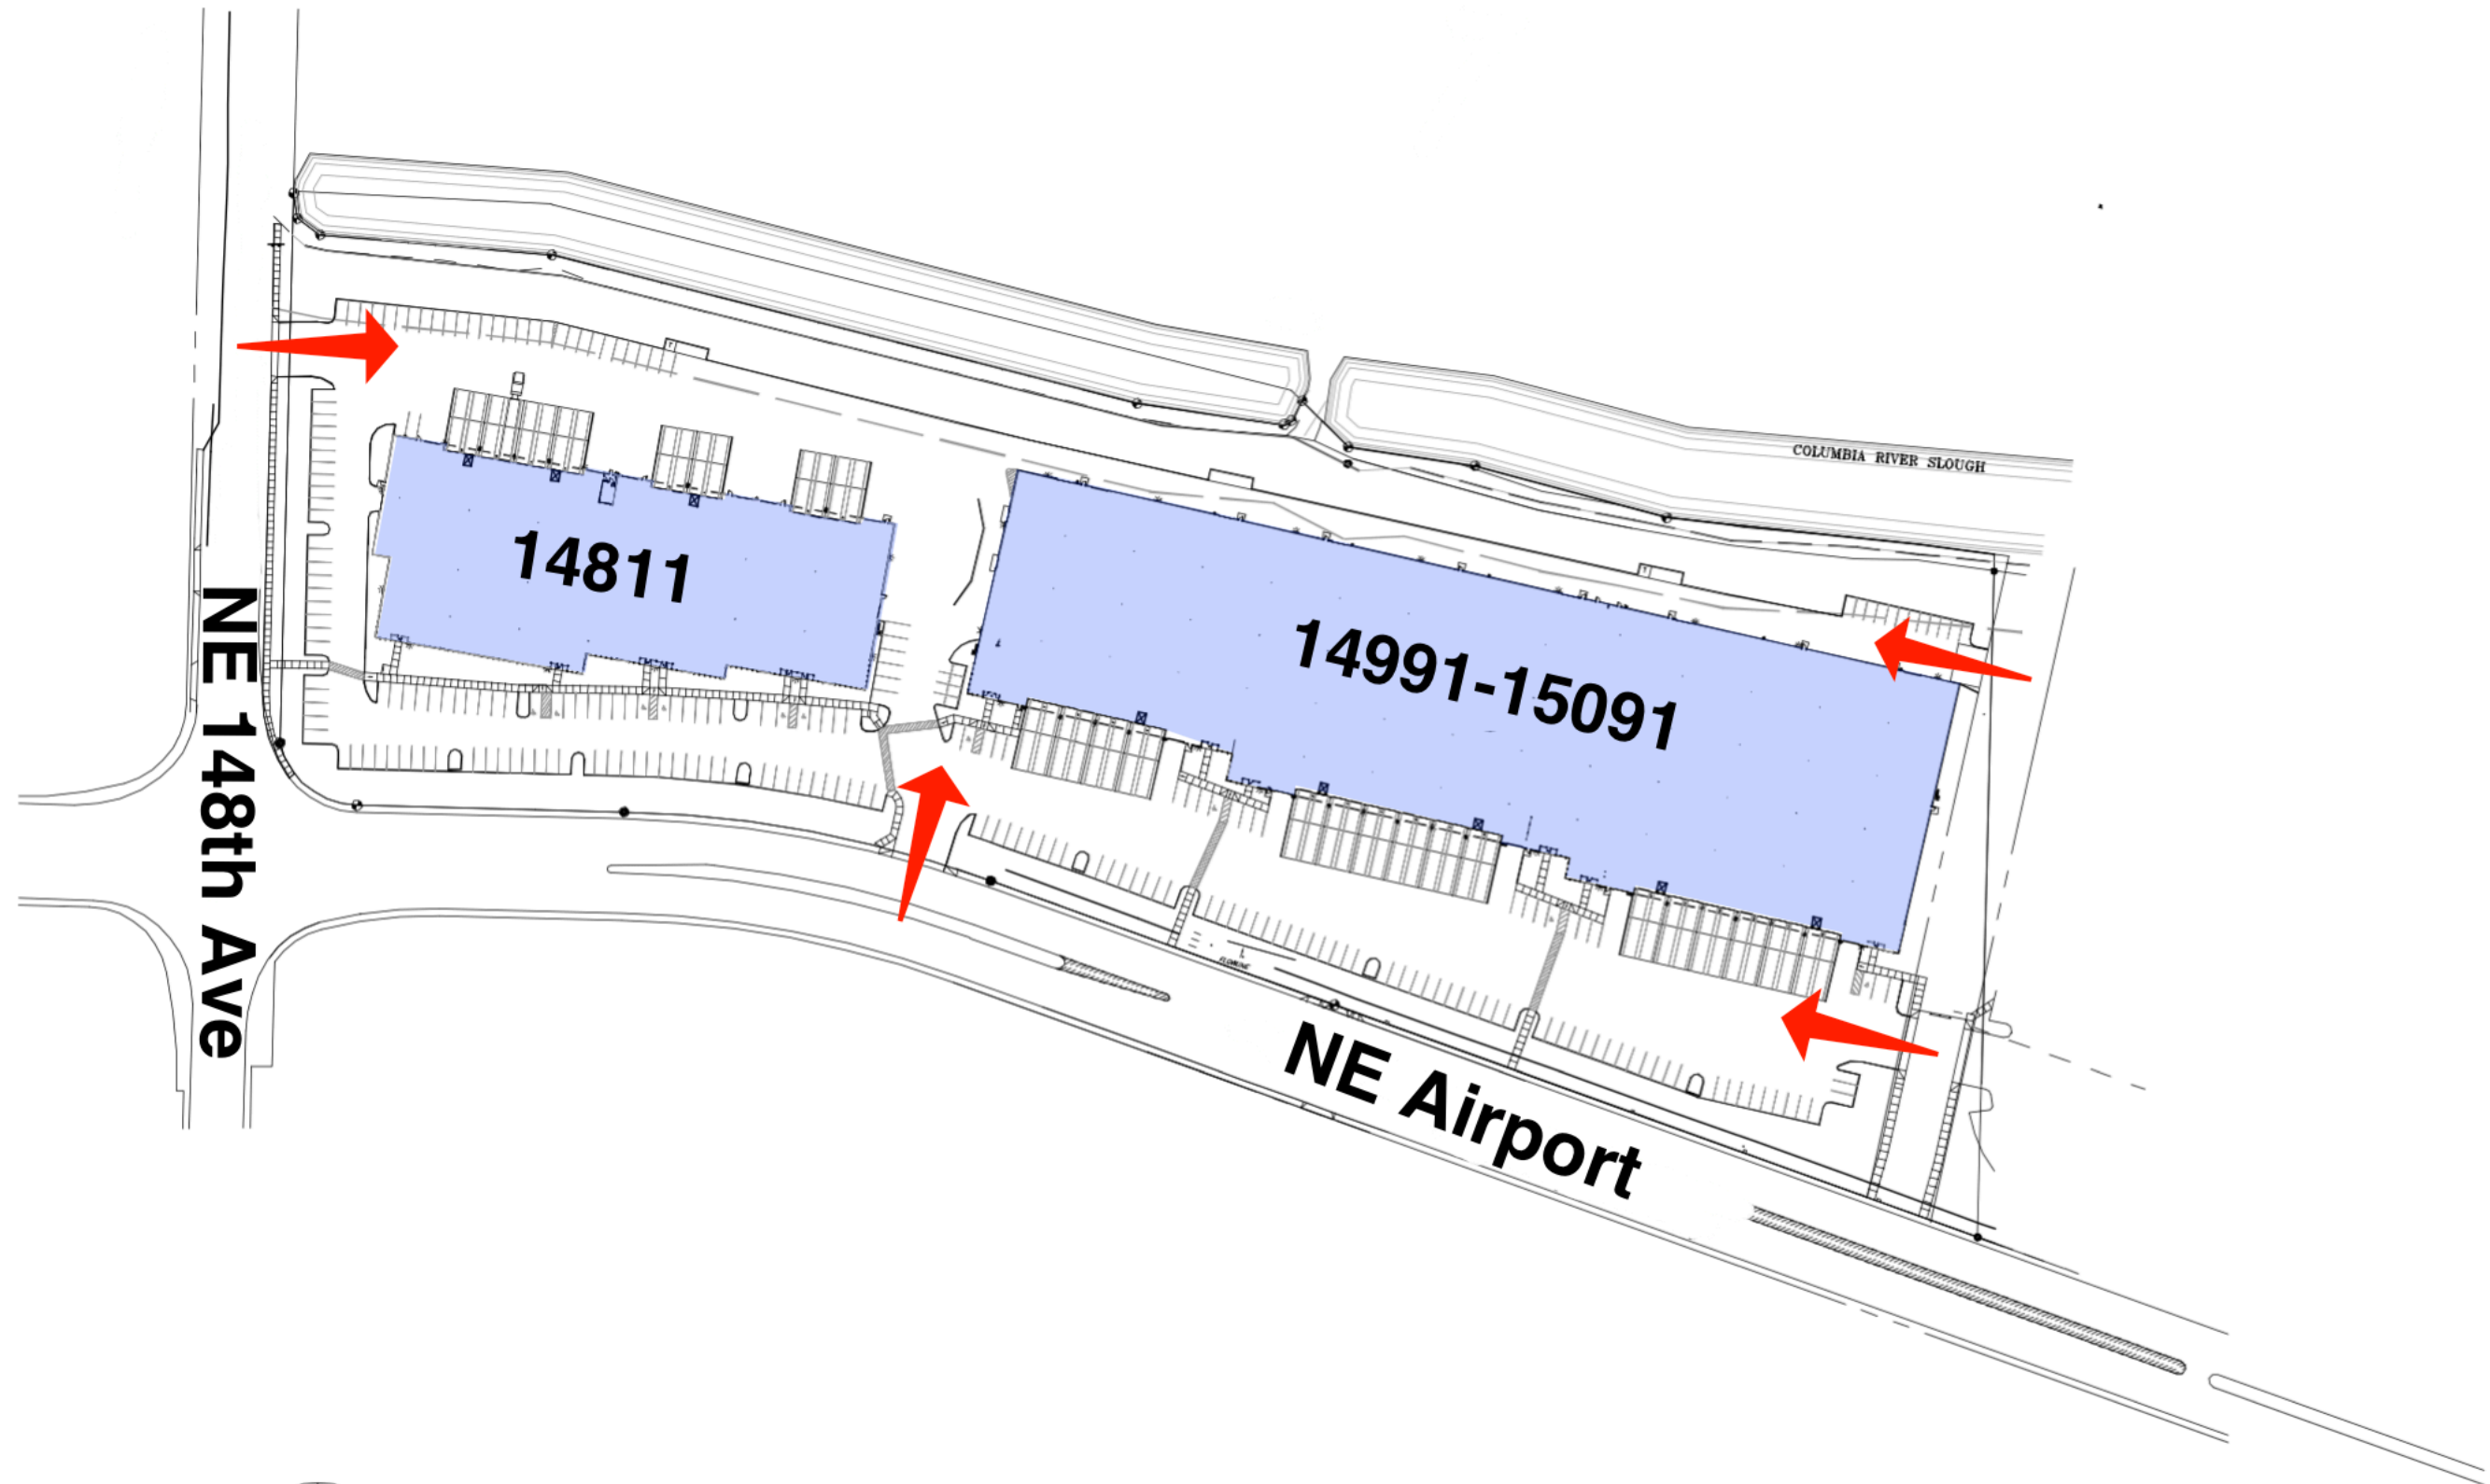 COLUMBIA RIVER SLOUGH
14811
14991-15091
NE 148th Ave
NE Airport